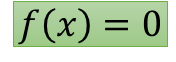 f(x) = 0